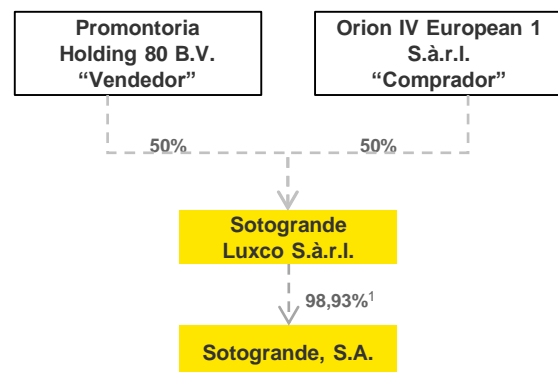 Promontoria
Holding 80 B.V.
“Vendedor”
Orion IV European 1
S.à.r.l.
“Comprador”
50%
50%
Sotogrande
Luxco S.à.r.l.
98,93%¹
Sotogrande, S.A.